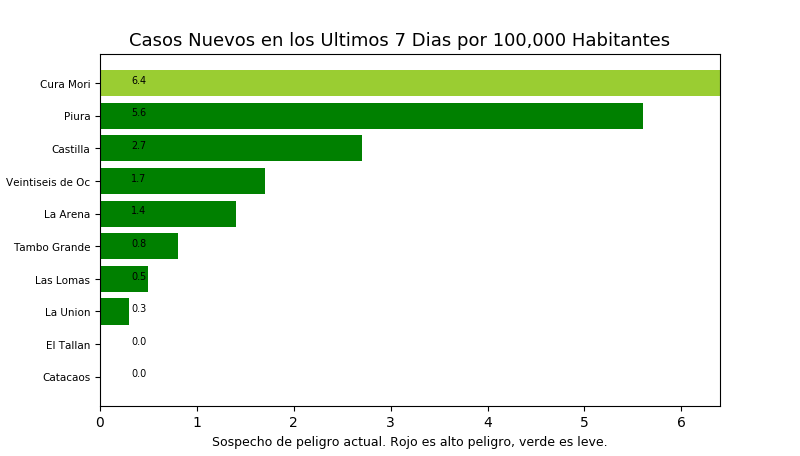 Casos Nuevos en los Ultimos 7 Dias por 100,000 Habitantes
Cura Mori 6.4
Piura 5.6
Castilla 2.7
Veintiseis de Oc 1.7
La Arena 1.4
Tambo Grande 0.8
Las Lomas 0.5
La Union 0.3
El Tallan 0.0
Catacaos 0.0
0 1 2 3 4 5 6
Sospecho de peligro actual. Rojo es alto peligro, verde es leve.